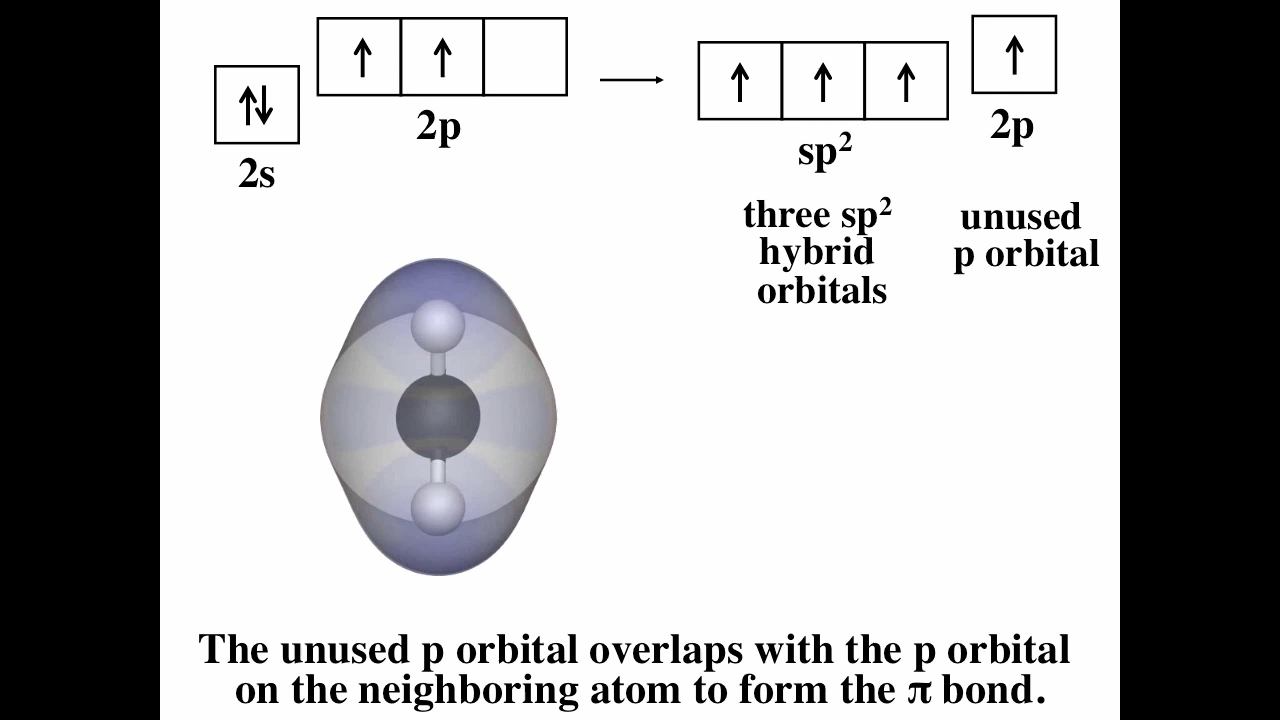 2s
2p
sp²
2p
three sp²
hybrid
orbitals
unused
p orbital
The unused p orbital overlaps with the p orbital
on the neighboring atom to form the π bond.